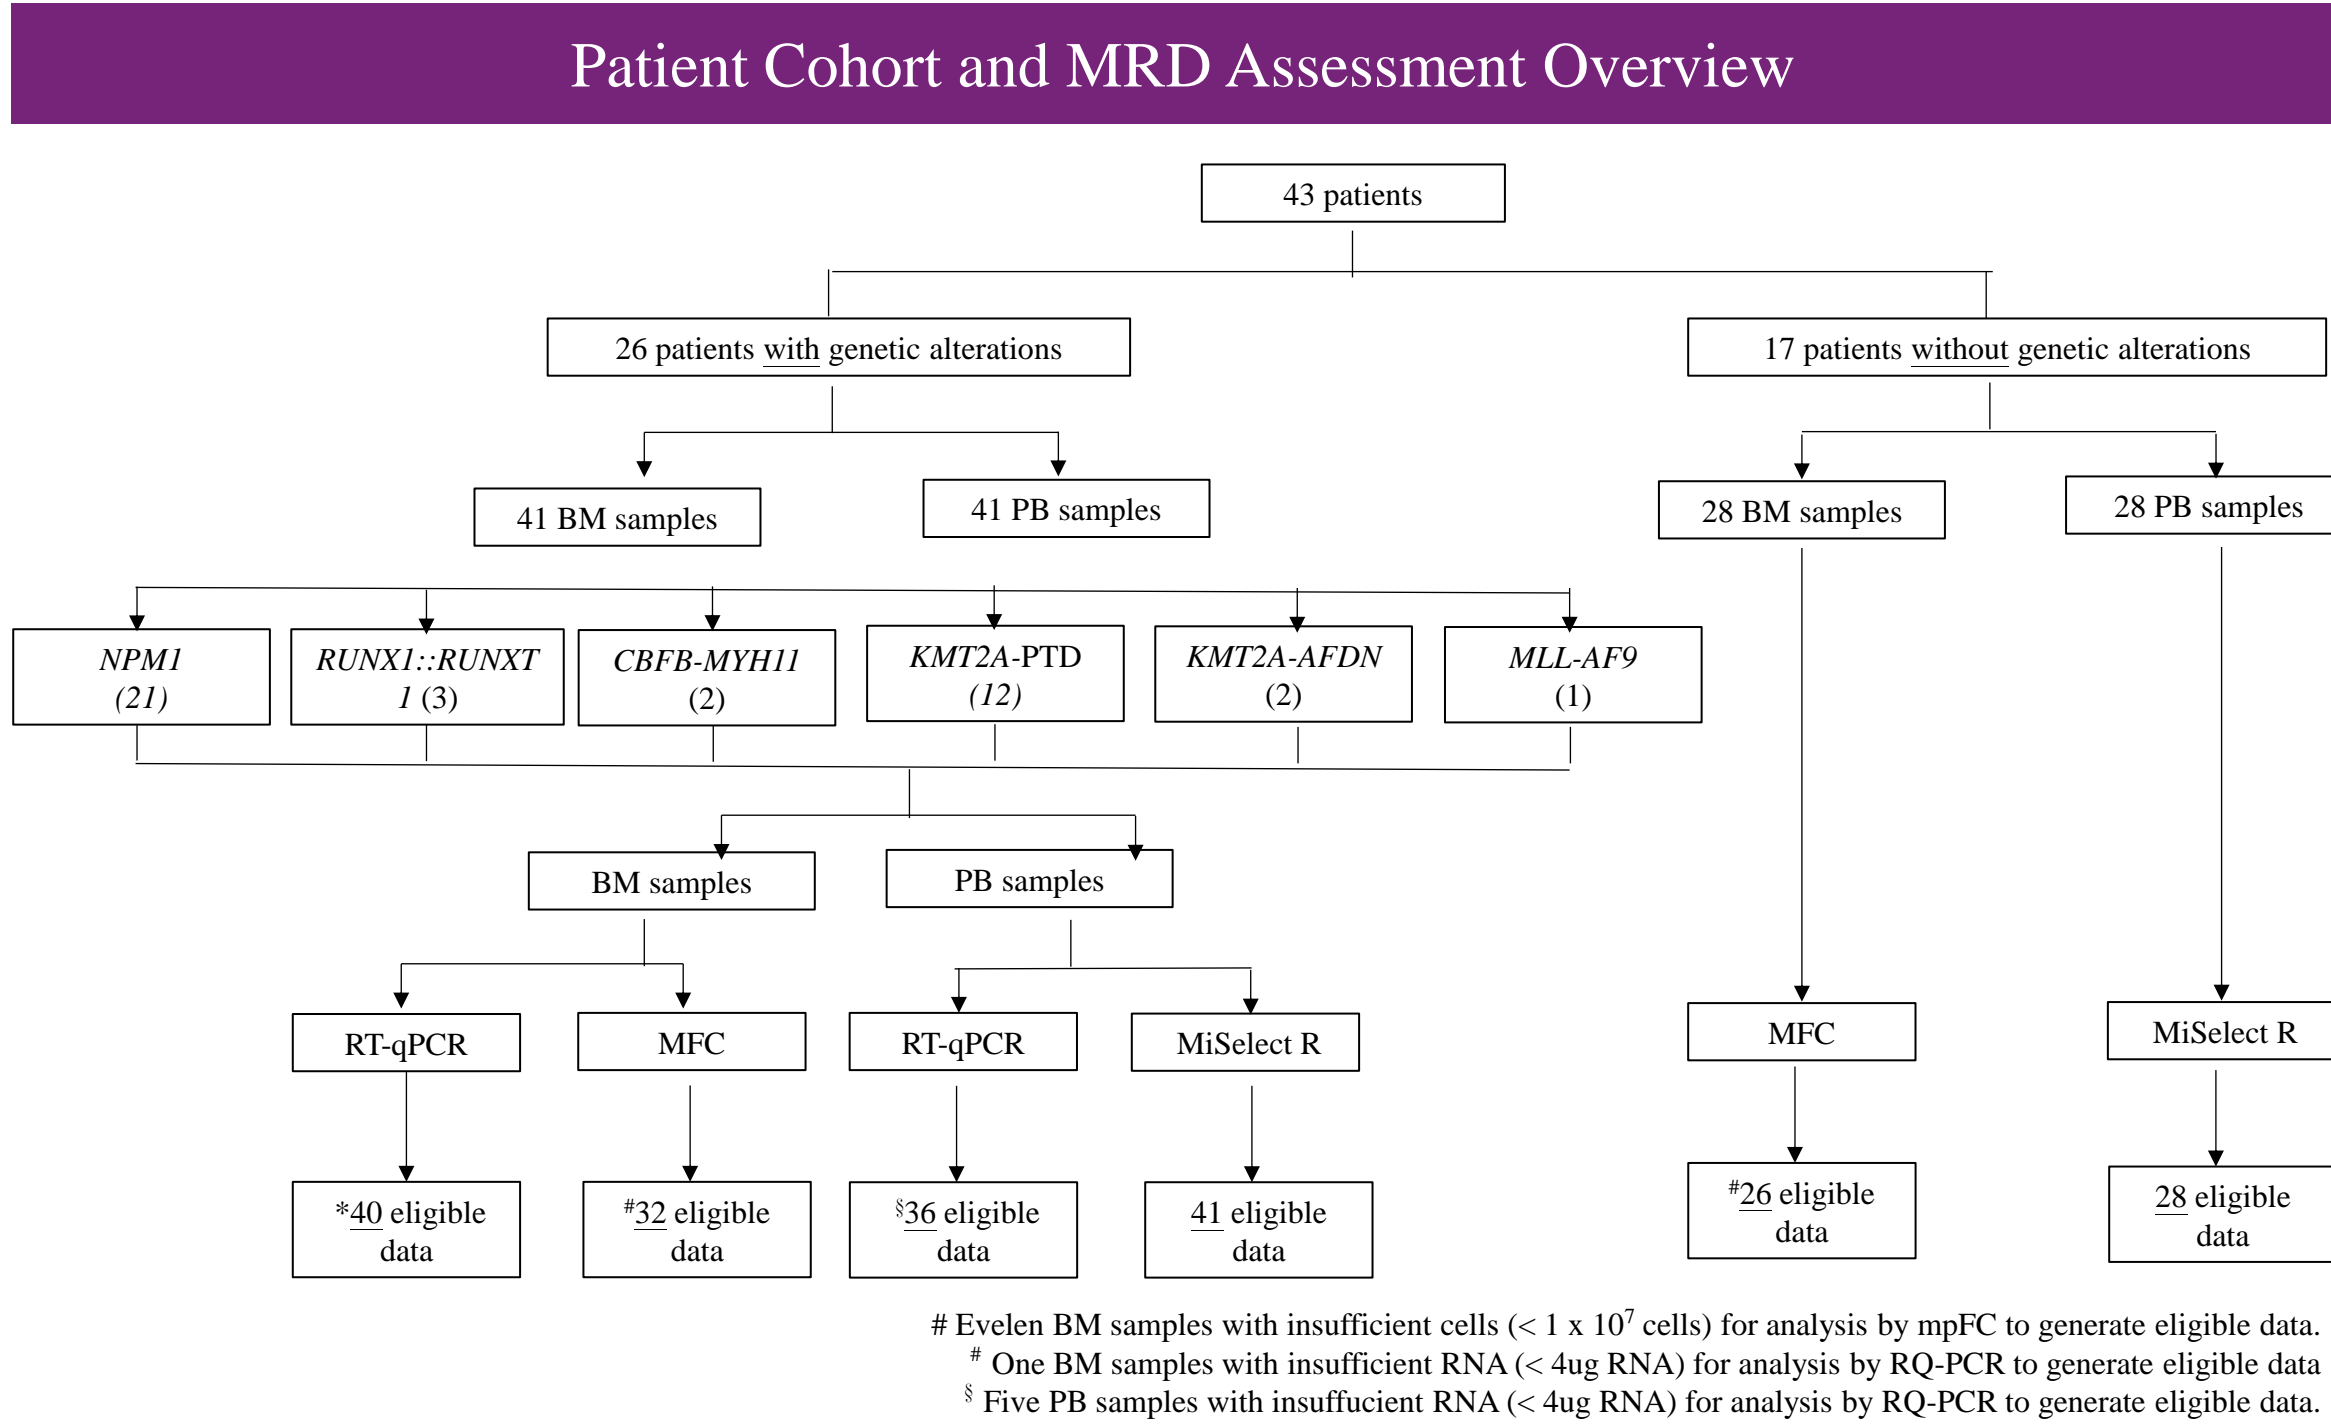 Patient Cohort and MRD Assessment Overview
43 patients
26 patients with genetic alterations
17 patients without genetic alterations
41 BM samples
41 PB samples
28 BM samples
28 PB samples
NPM1
(21)
RUNX1::RUNXT
1 (3)
CBFB-MYH11
(2)
KMT2A-PTD
(12)
KMT2A-AFDN
(2)
MLL-AF9
(1)
BM samples
PB samples
RT-qPCR
MFC
RT-qPCR
MiSelect R
MFC
MiSelect R
*40 eligible
data
#32 eligible
data
§36 eligible
data
41 eligible
data
#26 eligible
data
28 eligible
data
# Evelen BM samples with insufficient cells (< 1 x 10⁷ cells) for analysis by mpFC to generate eligible data.
# One BM samples with insufficient RNA (< 4ug RNA) for analysis by RQ-PCR to generate eligible data
§ Five PB samples with insuffucient RNA (< 4ug RNA) for analysis by RQ-PCR to generate eligible data.